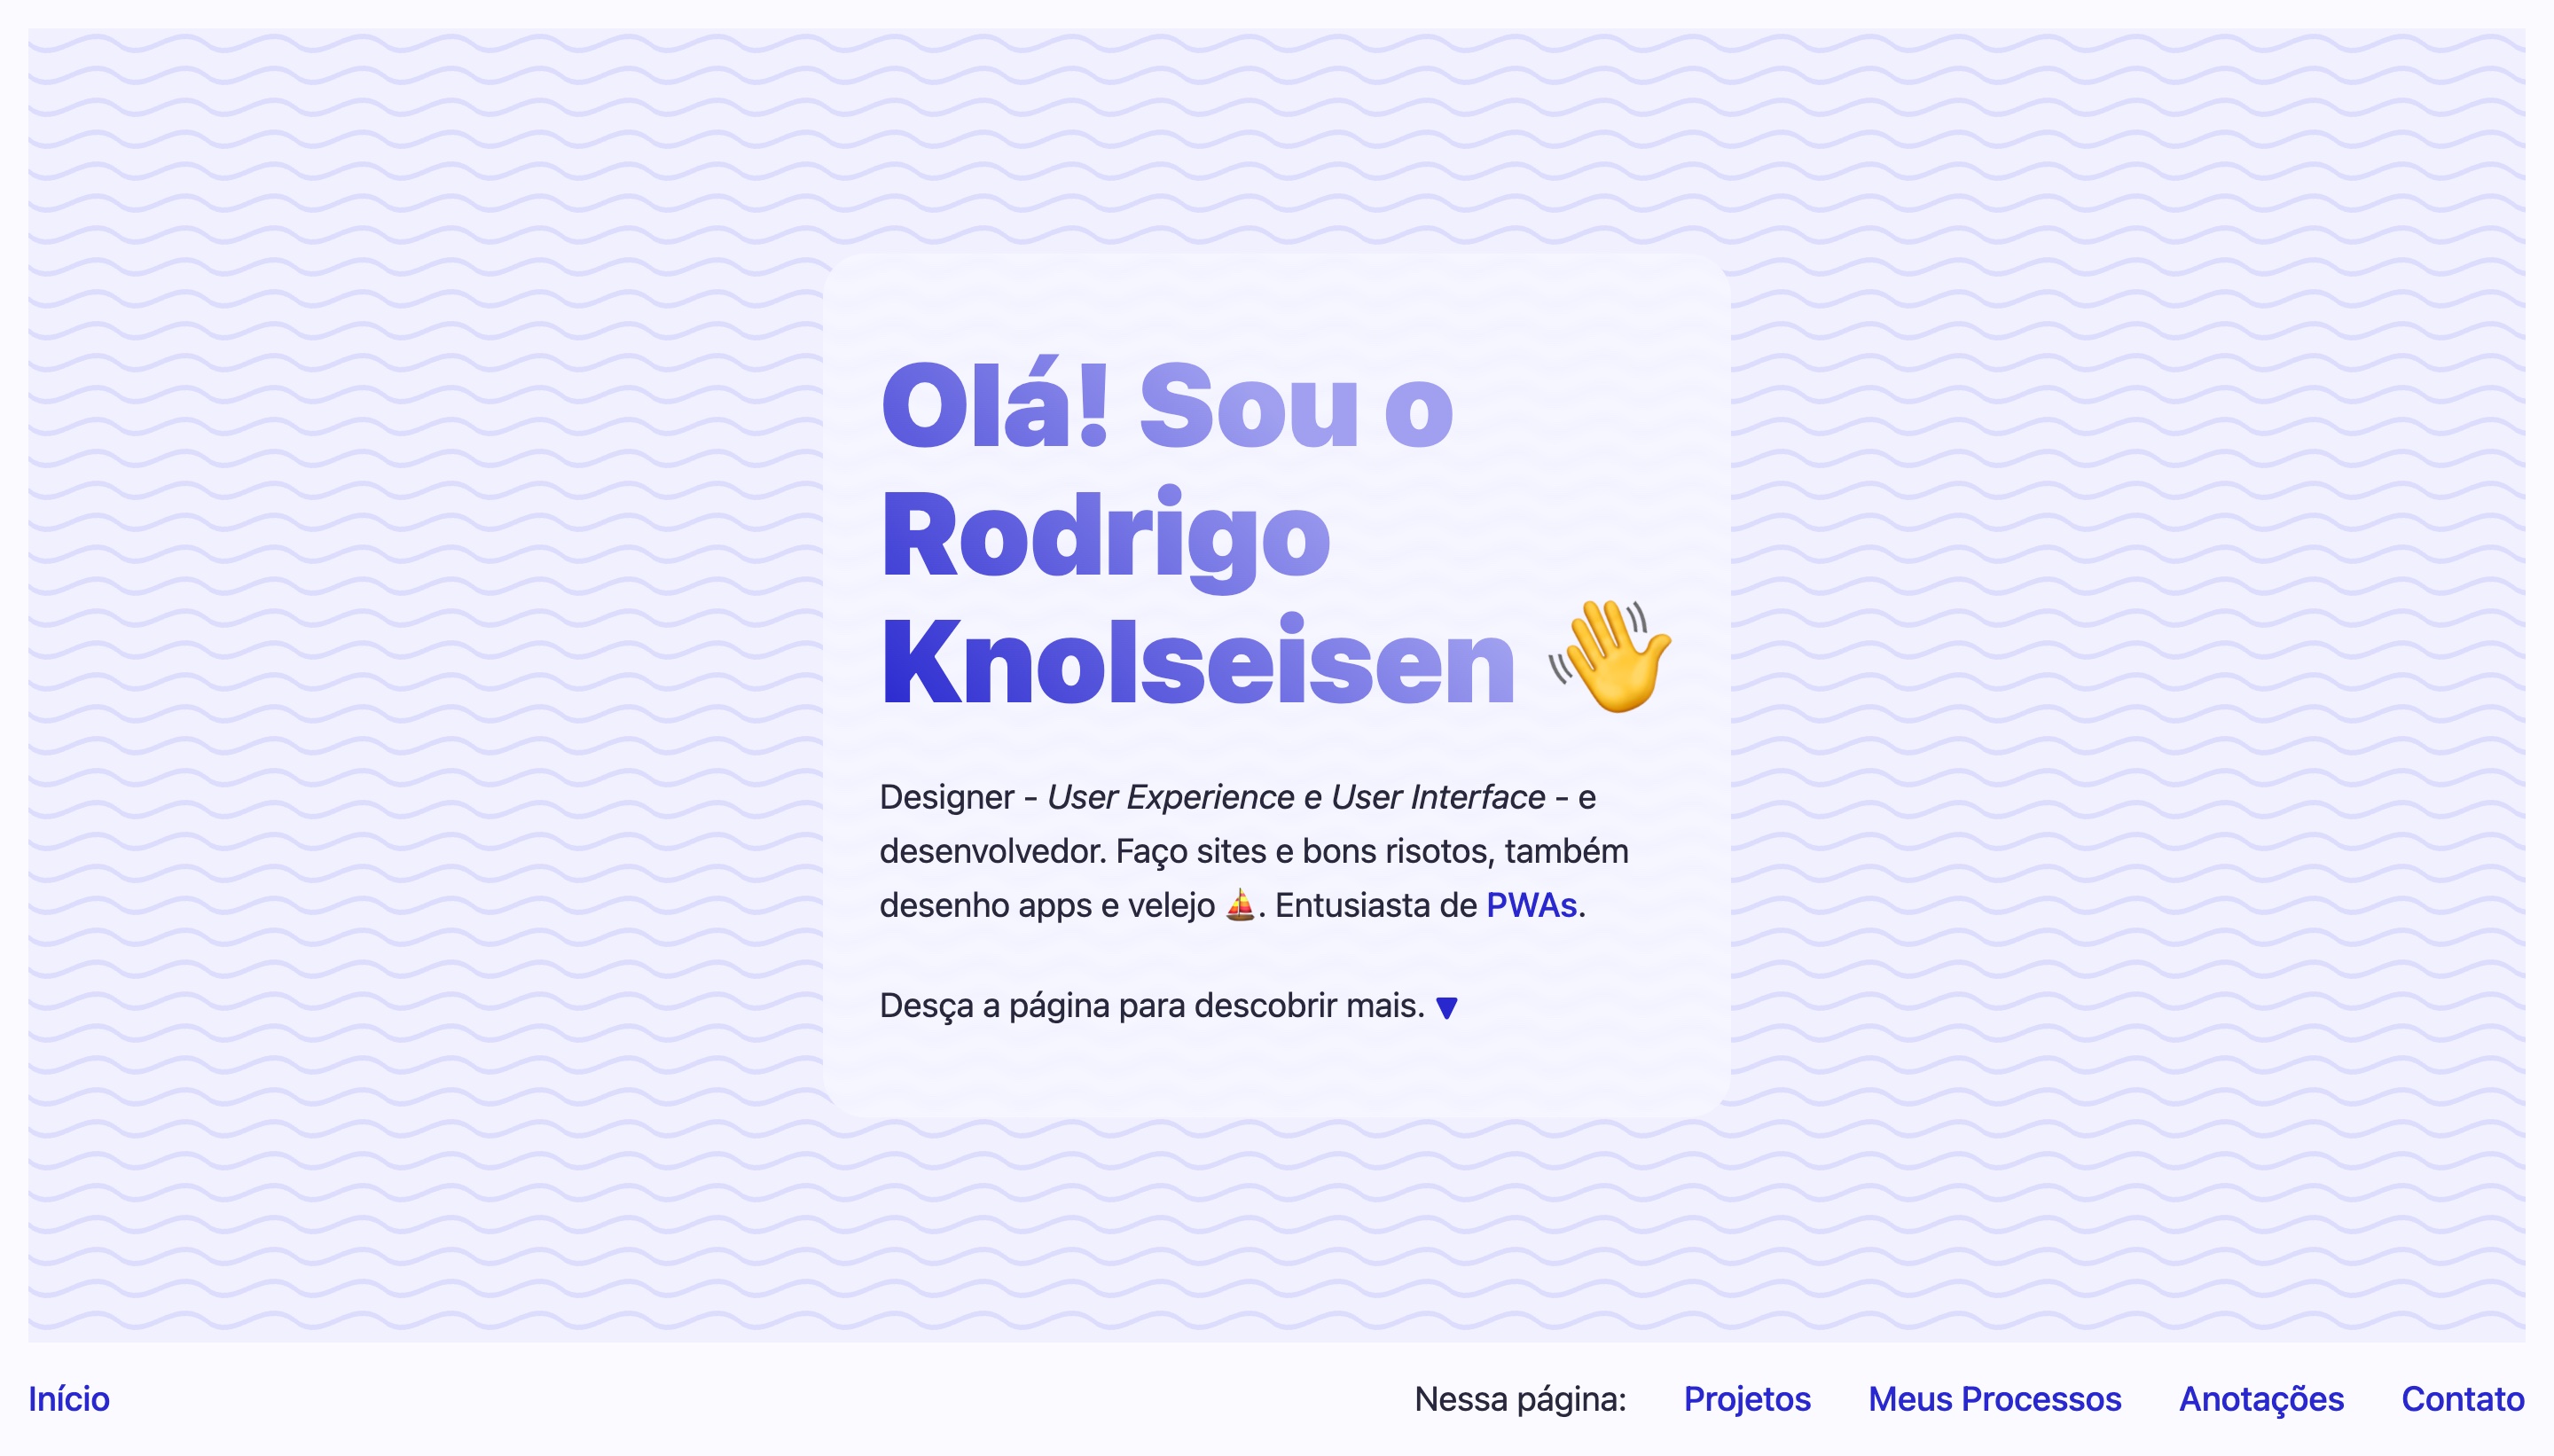 Olá! Sou o
Rodrigo
Knolseisen 👋
Designer - User Experience e User Interface - e
desenvolvedor. Faço sites e bons risotos, também
desenho apps e velejo ⛵. Entusiasta de PWAs.
Desça a página para descobrir mais. ▼
Início
Nessa página: Projetos Meus Processos Anotações Contato